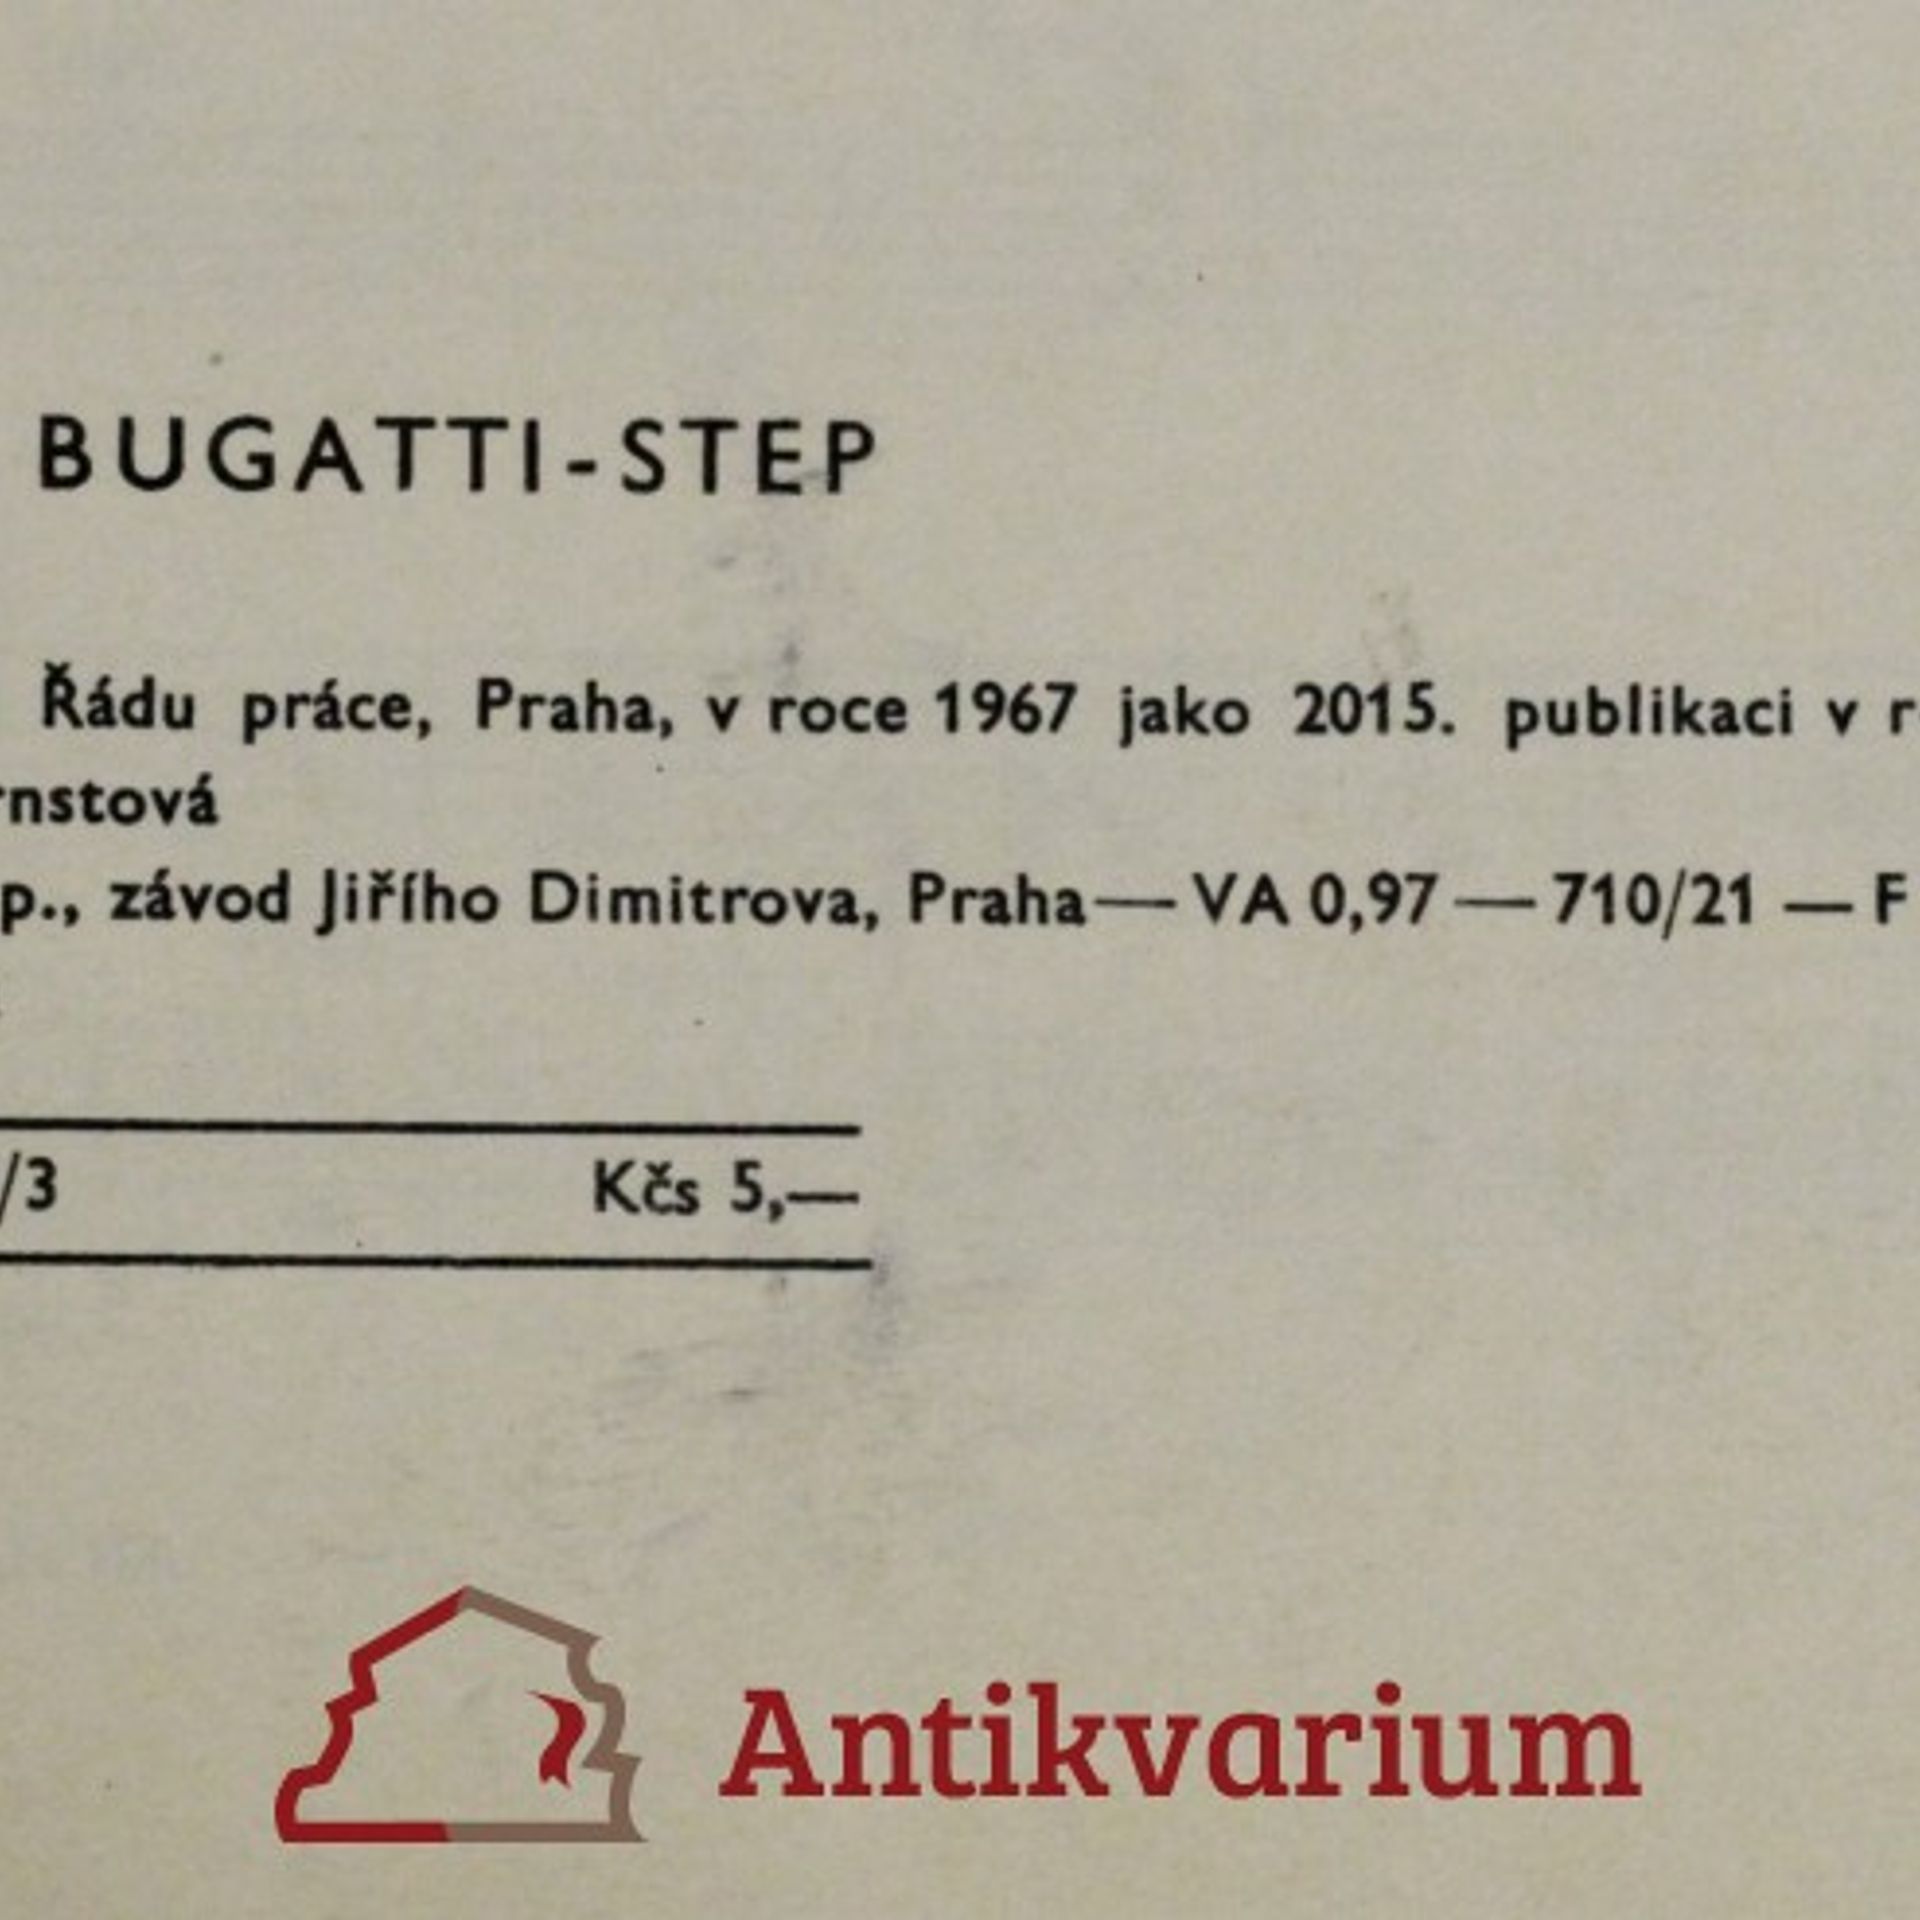 BUGATTI-STEP
Řádu práce, Praha, v roce 1967 jako 2015. publikaci v
p., závod Jiřího Dimitrova, Praha— VA 0,97 — 710/21 — F
/3 Kčs 5,—
Antikvarium